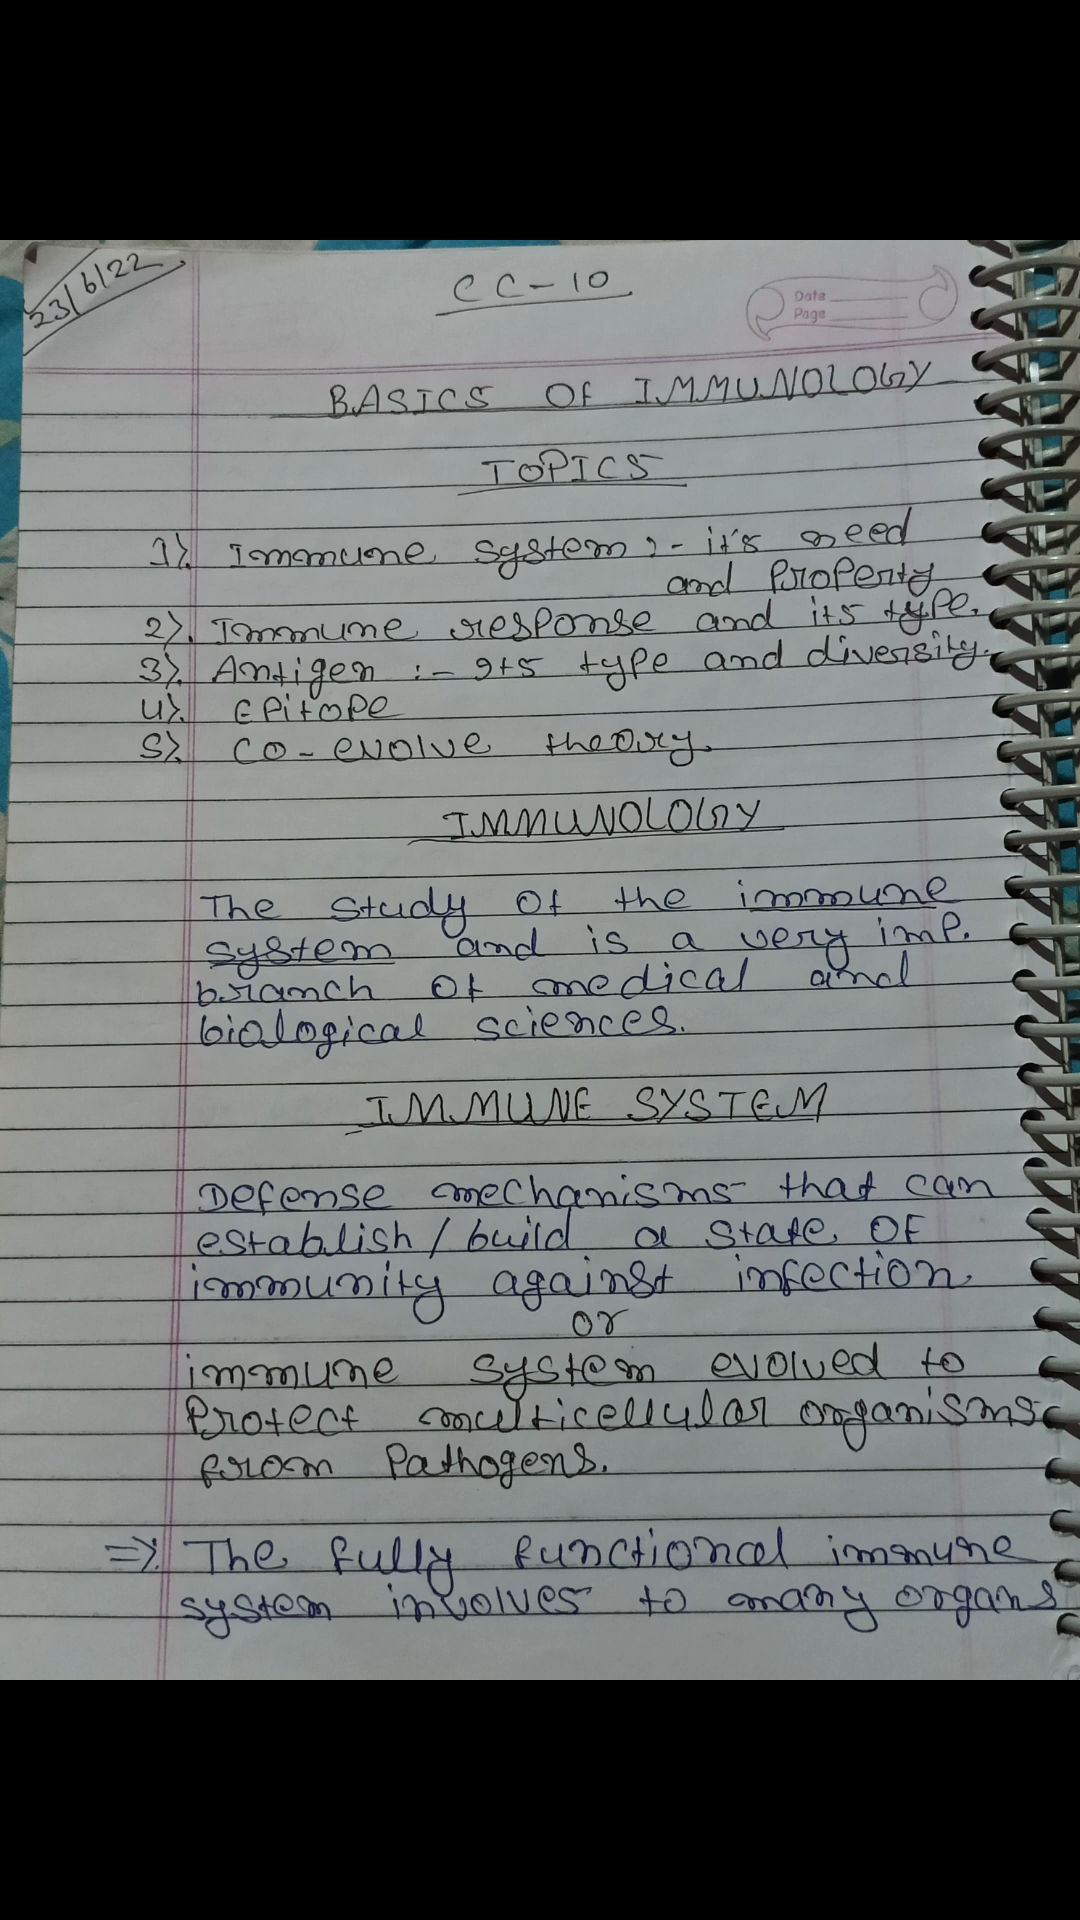 23/6/22
CC-10
Date
Page
BASICS OF IMMUNOLOGY
TOPICS
1). Immune system :- it's need
and Property
2). Immune response and its type.
3). Antigen :- Its type and diversity.
4). Epitope
5). CO-evolve theory.
IMMUNOLOGY
The study of the immune
system and is a very imp.
branch of medical and
biological sciences.
IMMUNE SYSTEM
Defense mechanisms that can
establish/build a state of
immunity against infection
or
immune system evolved to
Protect multicellular organisms
from Pathogens.
=> The fully functional immune
system involves to many organs